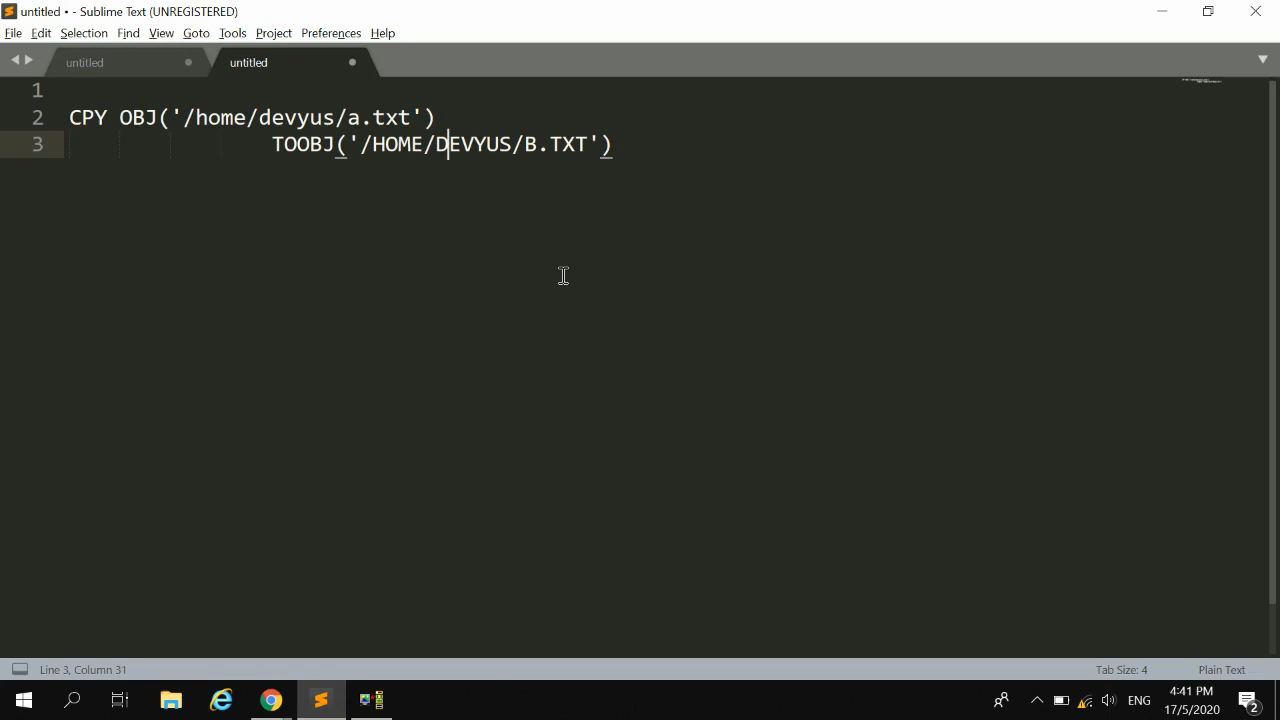 untitled • - Sublime Text (UNREGISTERED)
File Edit Selection Find View Goto Tools Project Preferences Help
untitled untitled
1
2 CPY OBJ('/home/devyus/a.txt')
3 TOOBJ('/HOME/DEVYUS/B.TXT')
Line 3, Column 31 Tab Size: 4 Plain Text
ENG 4:41 PM 2
17/5/2020